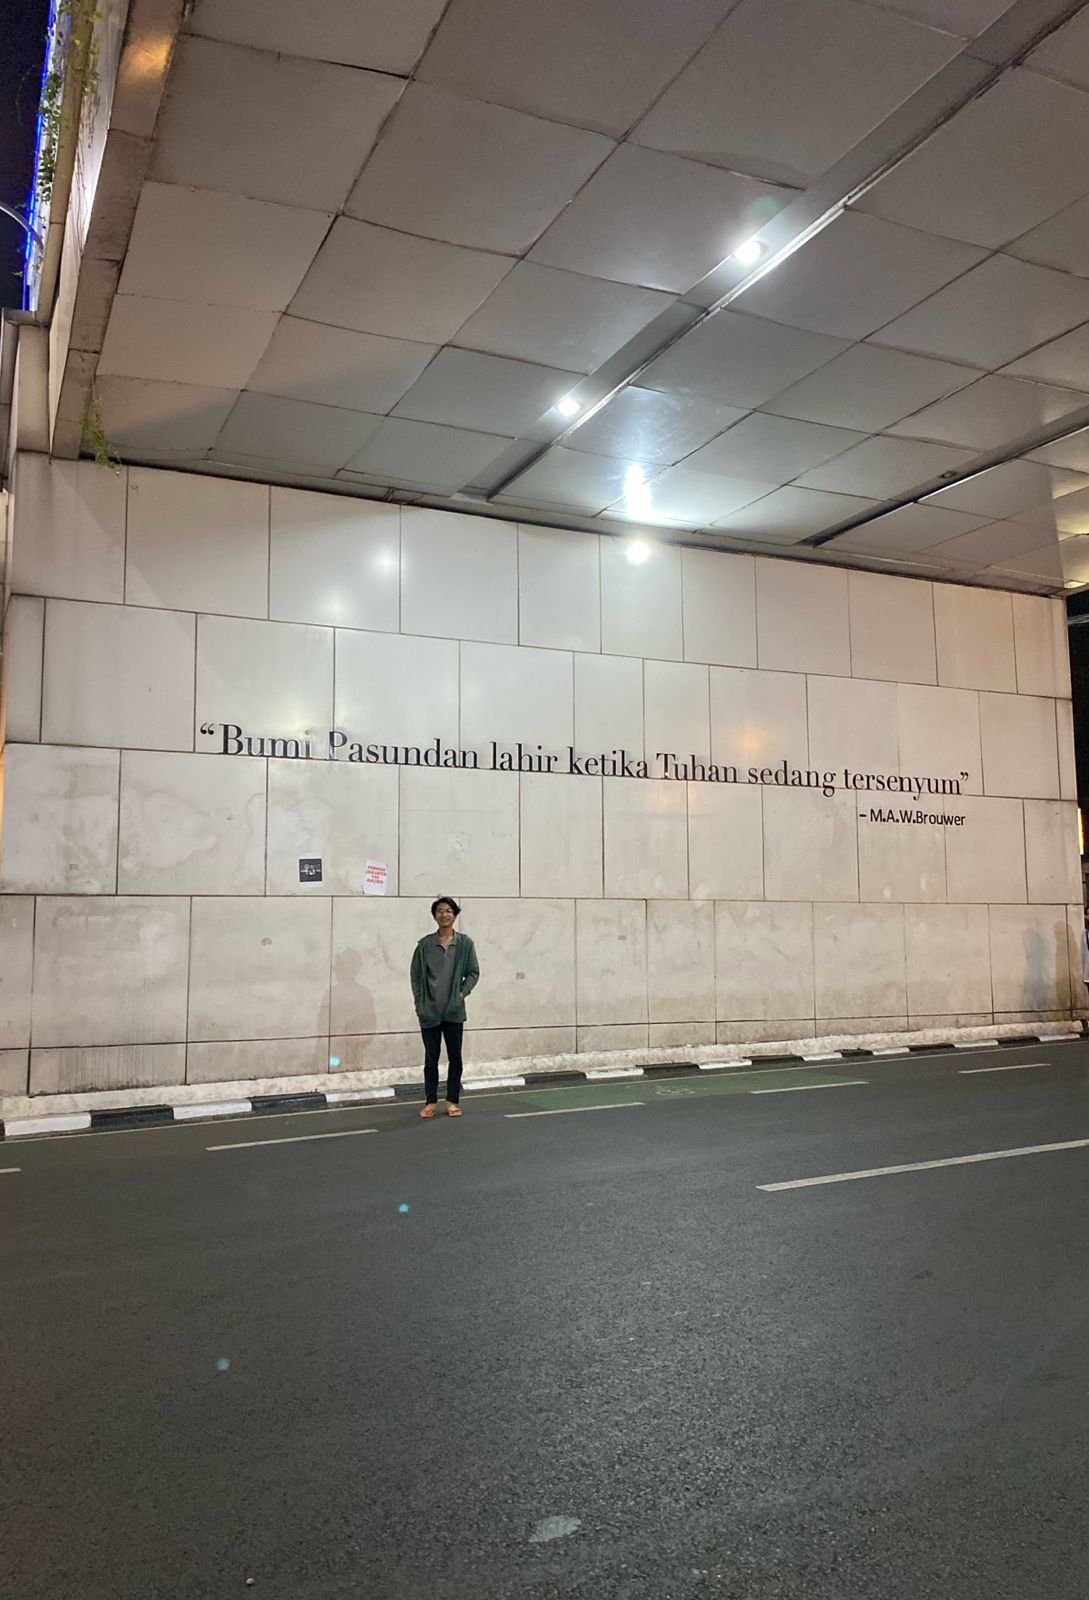 “Bumi Pasundan lahir ketika Tuhan sedang tersenyum”
– M.A.W.Brouwer